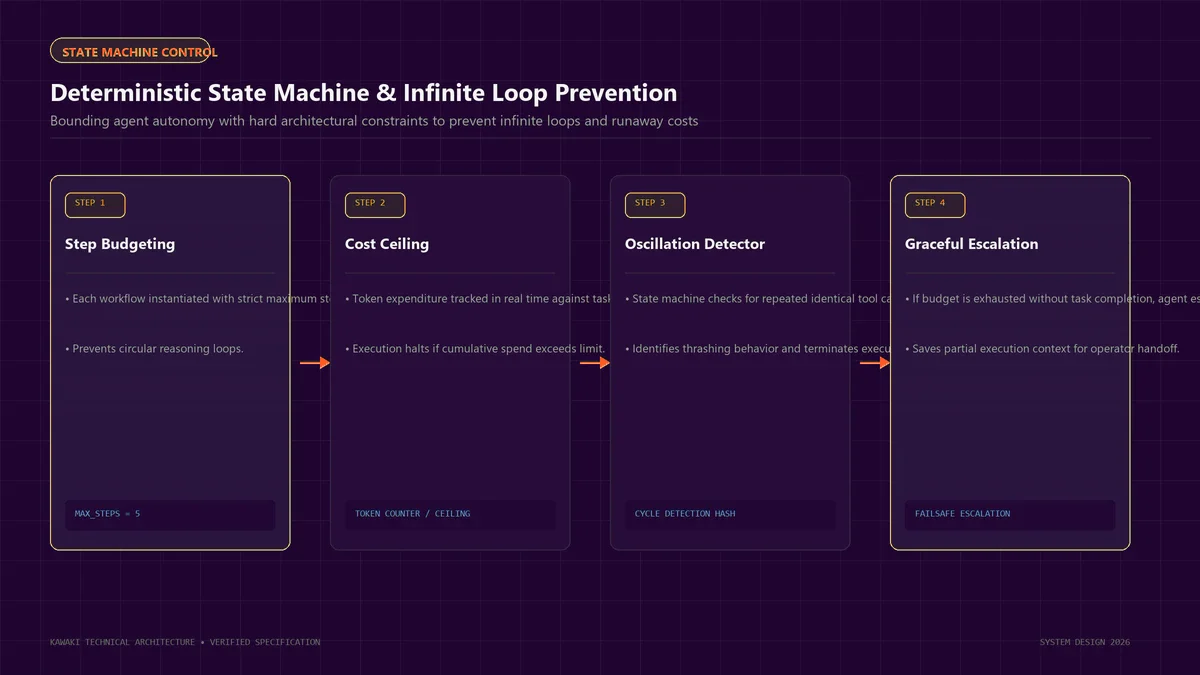 STATE MACHINE CONTROL
Deterministic State Machine & Infinite Loop Prevention
Bounding agent autonomy with hard architectural constraints to prevent infinite loops and runaway costs
STEP 1
Step Budgeting
• Each workflow instantiated with strict maximum
• Prevents circular reasoning loops.
MAX_STEPS = 5
STEP 2
Cost Ceiling
• Token expenditure tracked in real time against
• Execution halts if cumulative spend exceeds limit.
TOKEN COUNTER / CEILING
STEP 3
Oscillation Detector
• State machine checks for repeated identical tool
• Identifies thrashing behavior and terminates
CYCLE DETECTION HASH
STEP 4
Graceful Escalation
• If budget is exhausted without task completion, agent
• Saves partial execution context for operator handoff.
FAILSAFE ESCALATION
KAWAKI TECHNICAL ARCHITECTURE • VERIFIED SPECIFICATION
SYSTEM DESIGN 2026